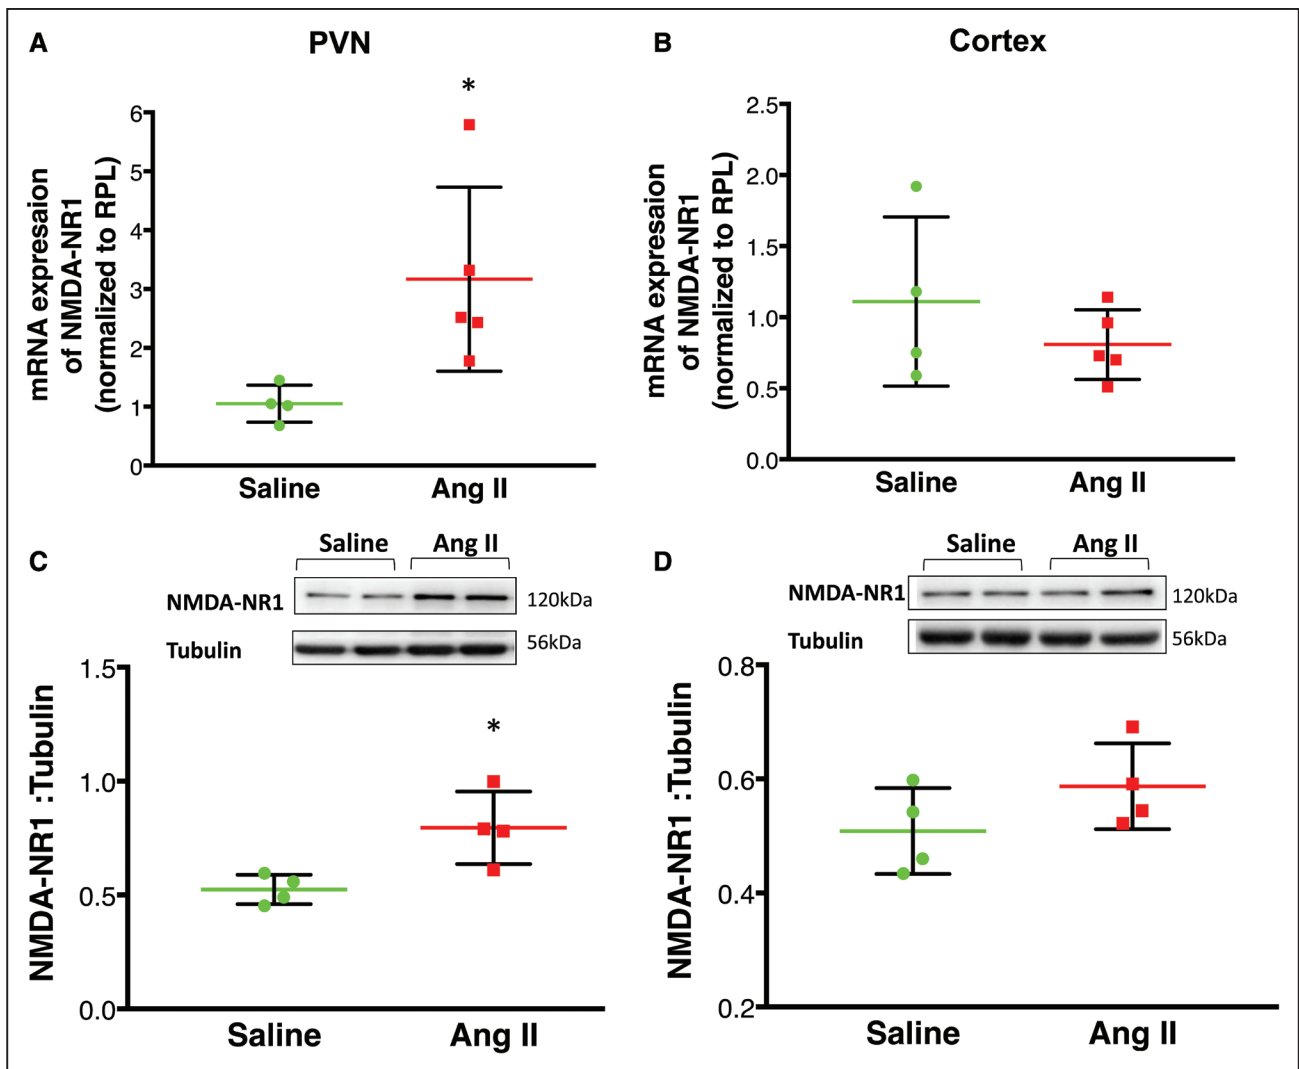 A
PVN
*
mRNA expresaion
of NMDA-NR1
(normalized to RPL)
6
5
4
3
2
1
0
Saline
Ang II
B
Cortex
mRNA expresaion
of NMDA-NR1
(normalized to RPL)
2.5
2.0
1.5
1.0
0.5
0.0
Saline
Ang II
C
Saline
Ang II
NMDA-NR1
120kDa
Tubulin
56kDa
NMDA-NR1 :Tubulin
1.5
1.0
0.5
0.0
*
Saline
Ang II
D
Saline
Ang II
NMDA-NR1
120kDa
Tubulin
56kDa
NMDA-NR1 :Tubulin
0.8
0.6
0.4
0.2
Saline
Ang II